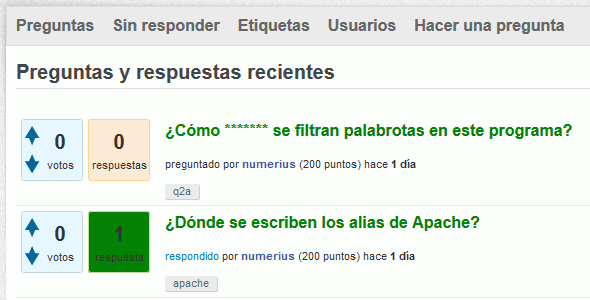 Preguntas Sin responder Etiquetas Usuarios Hacer una pregunta
Preguntas y respuestas recientes
0 votos
0 respuestas
¿Cómo ******* se filtran palabrotas en este programa?
preguntado por numerius (200 puntos) hace 1 día
q2a
0 votos
1 respuesta
¿Dónde se escriben los alias de Apache?
respondido por numerius (200 puntos) hace 1 día
apache